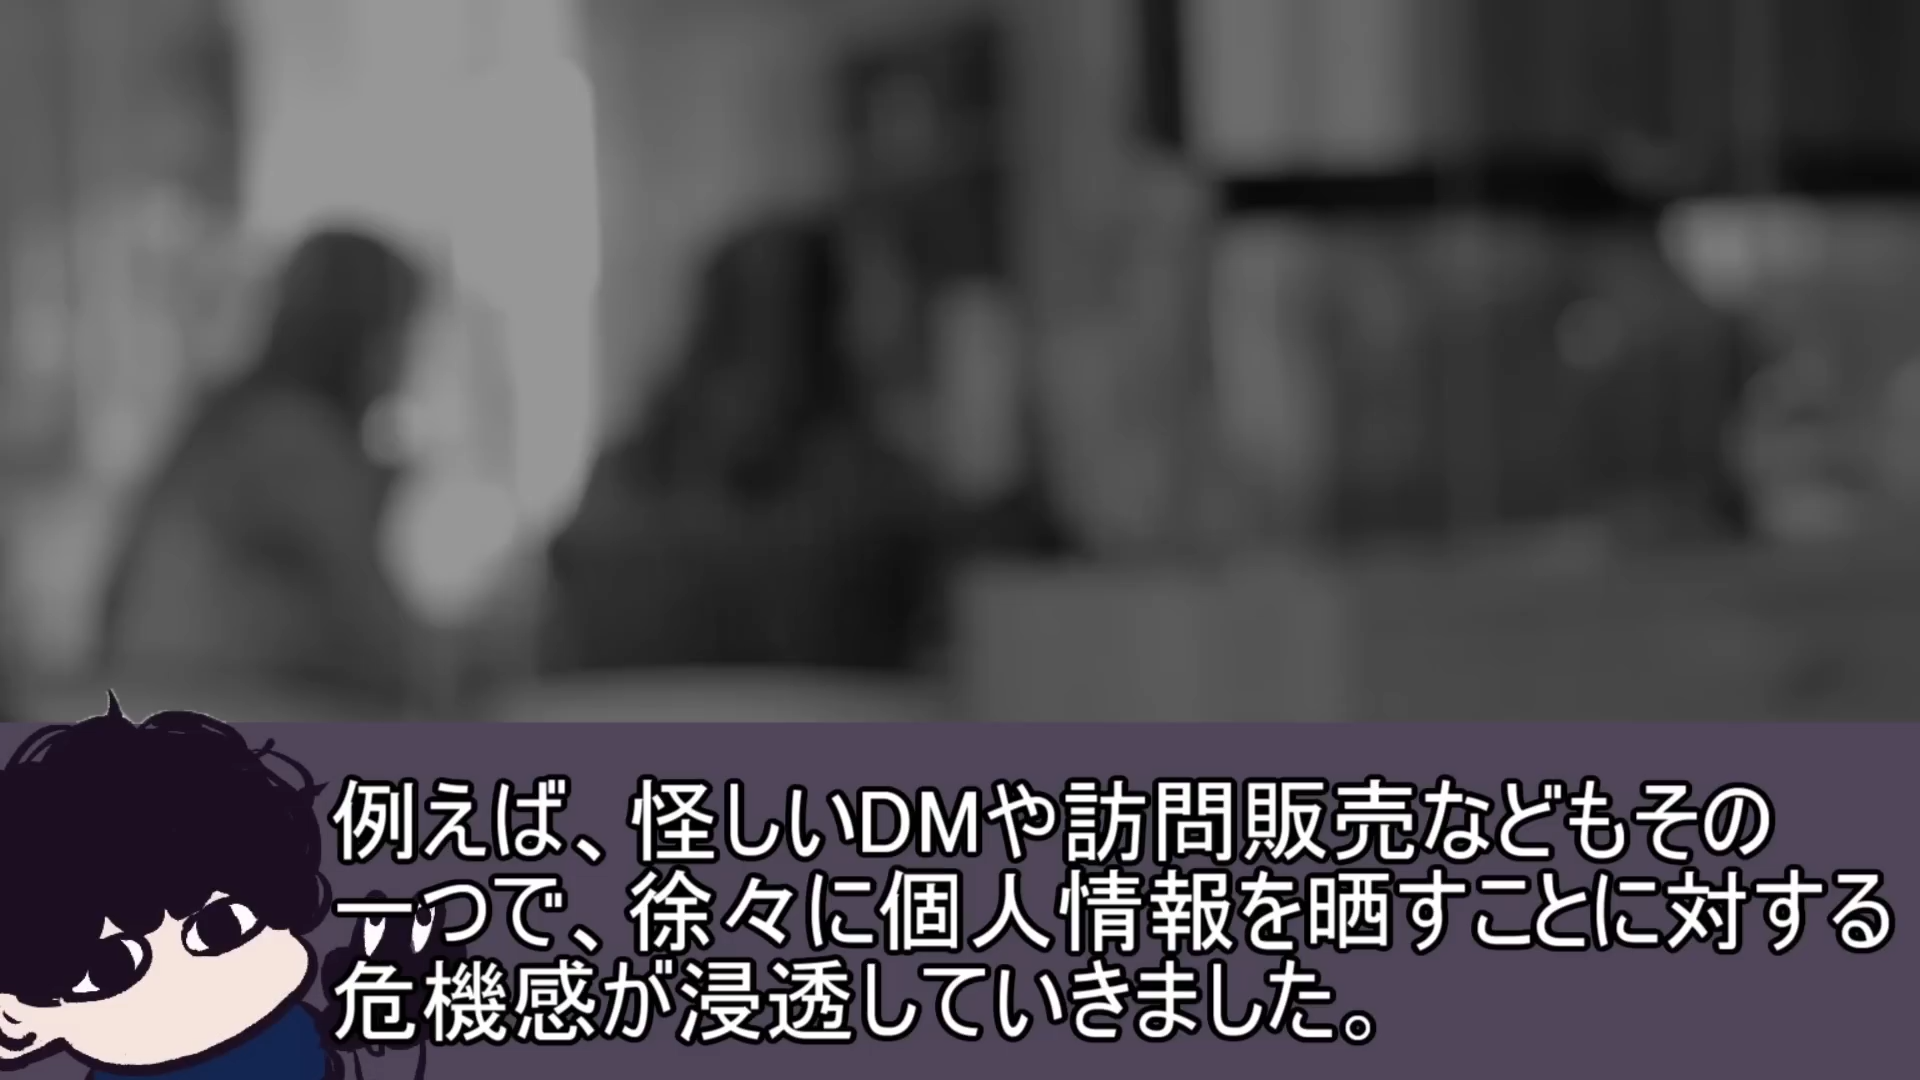 例えば、怪しいDMや訪問販売などもその
一つで、徐々に個人情報を晒すことに対する
危機感が浸透していきました。